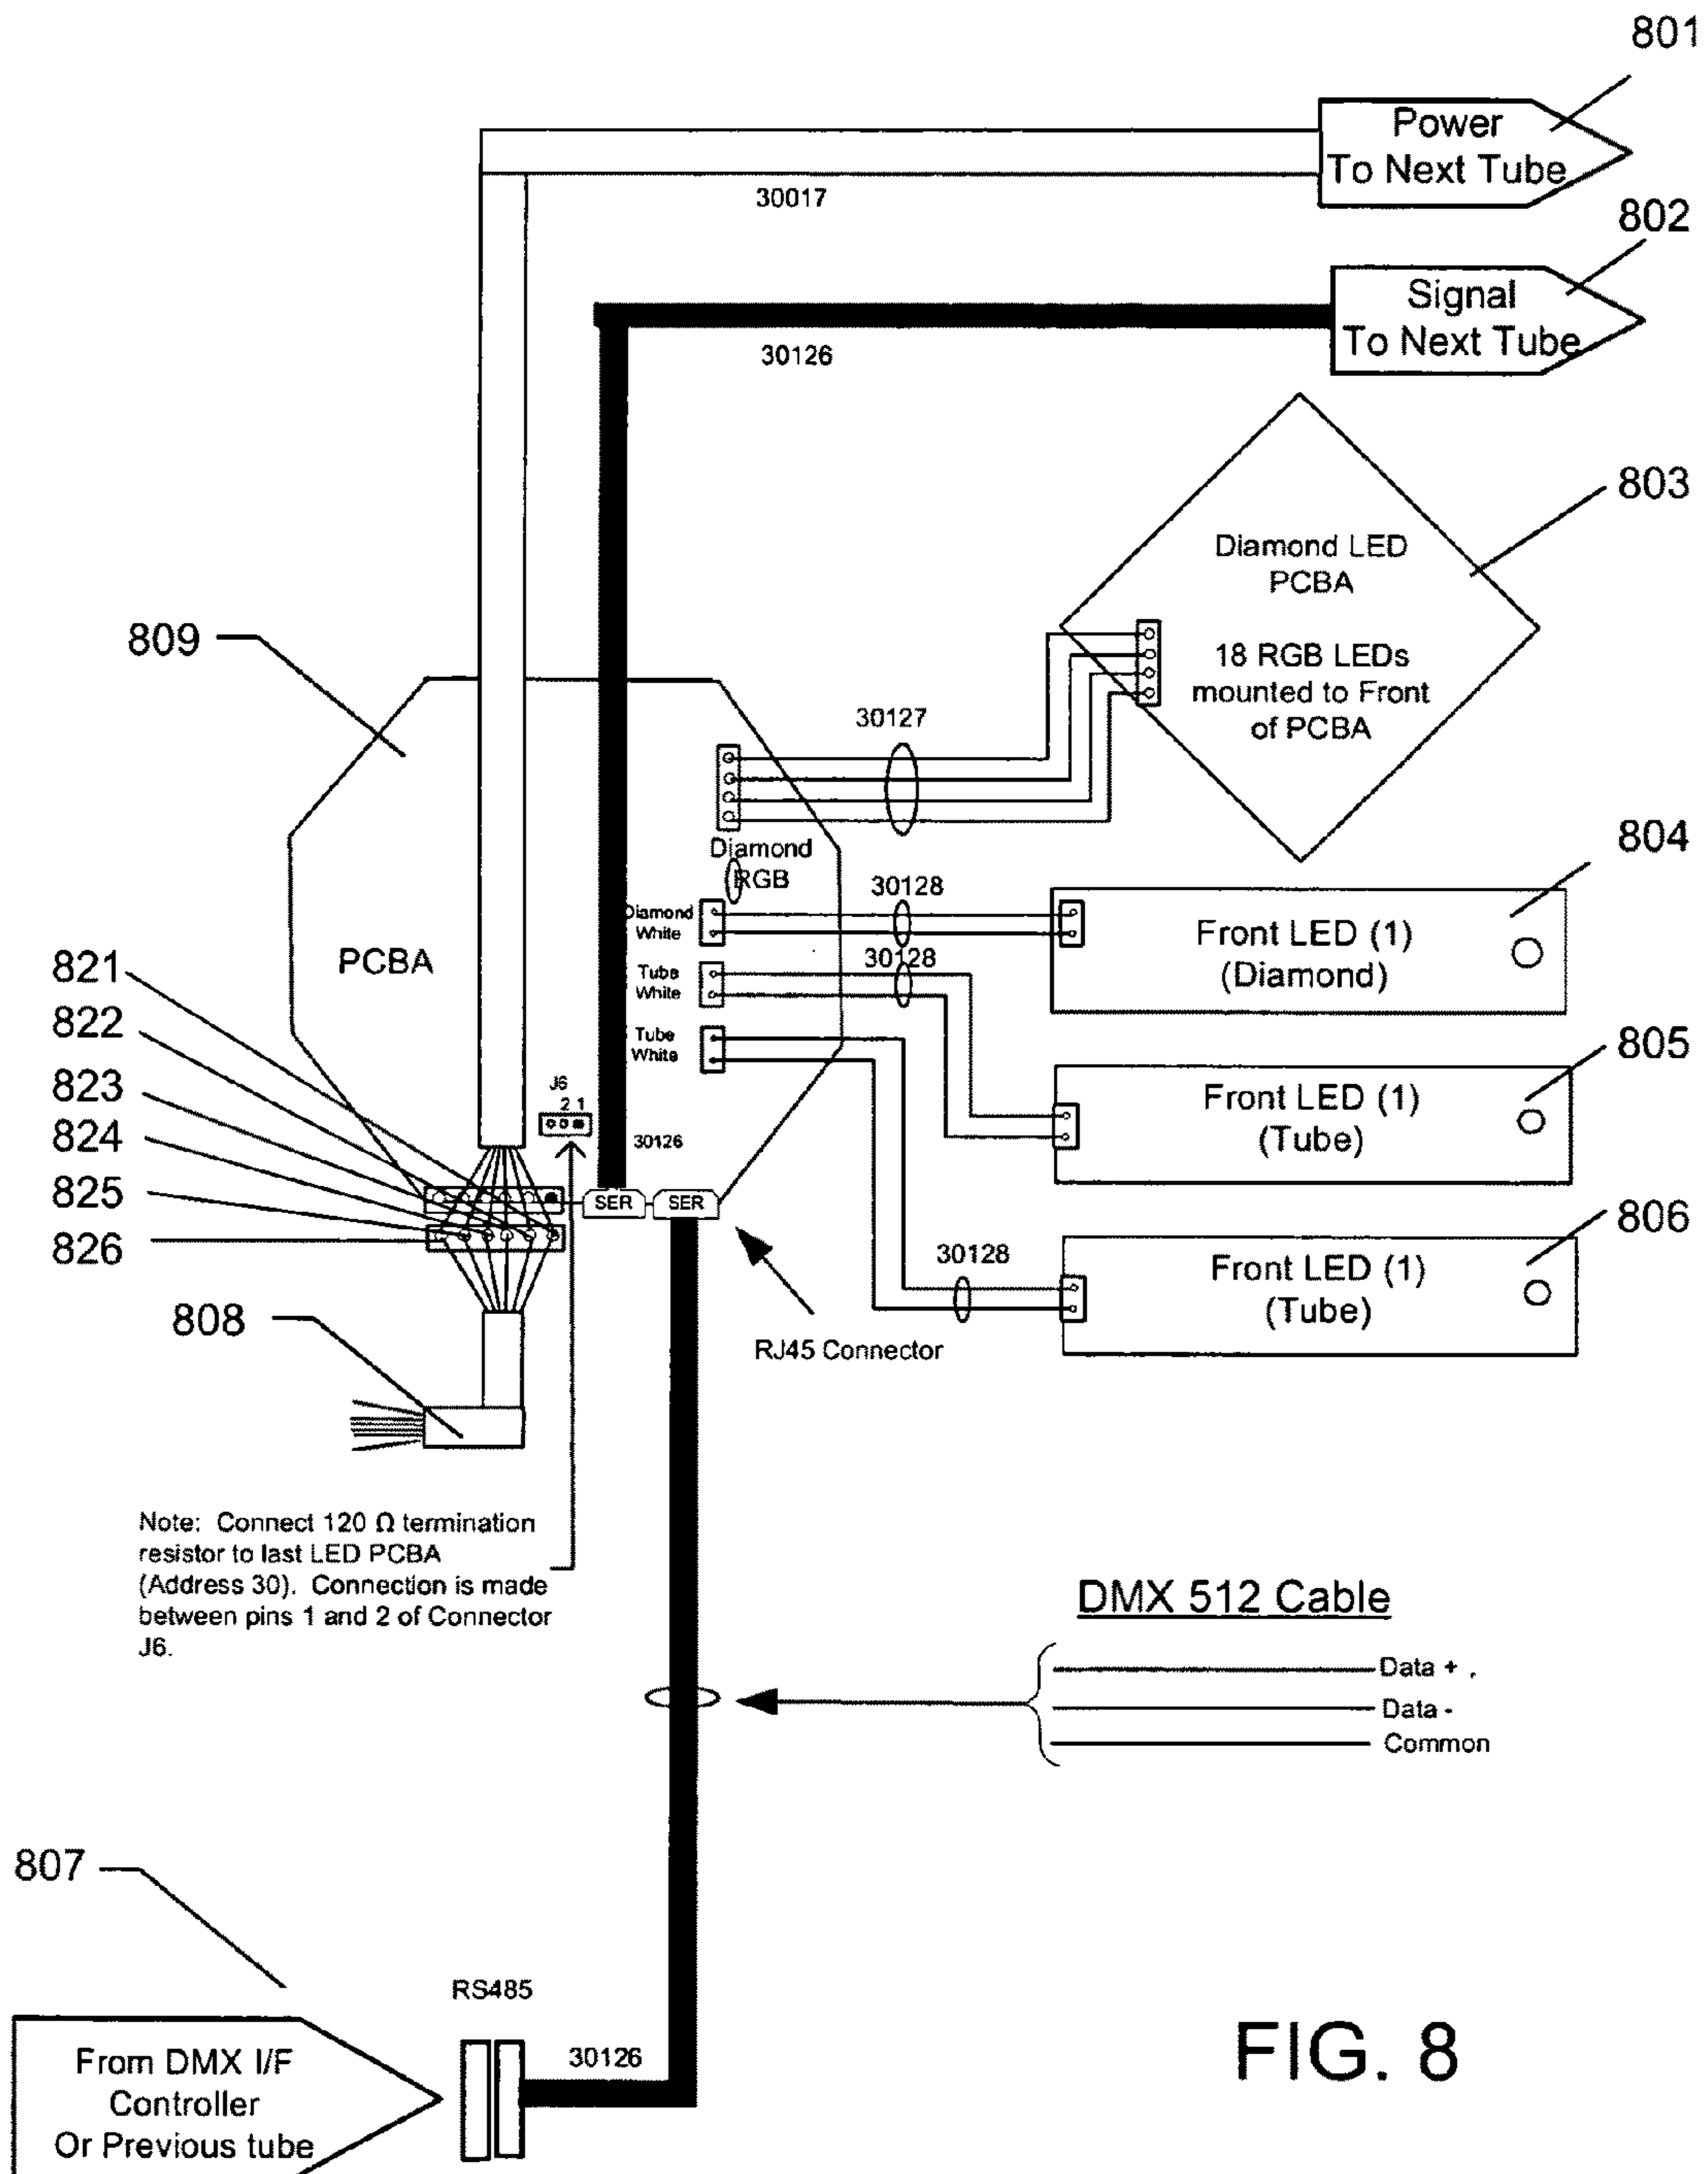 801
Power
To Next Tube
30017
802
Signal
To Next Tube
30126
803
Diamond LED
PCBA
18 RGB LEDs
mounted to Front
of PCBA
809
30127
Diamond
RGB
804
30128
Diamond
White
Front LED (1)
(Diamond)
PCBA
821
30128
Tube
White
822
Tube
White
805
Front LED (1)
(Tube)
823
J6
2 1
824
30126
825
SER
SER
826
806
30128
Front LED (1)
(Tube)
808
RJ45 Connector
Note: Connect 120 Ω termination
resistor to last LED PCBA
(Address 30). Connection is made
between pins 1 and 2 of Connector
J6.
DMX 512 Cable
Data + .
Data -
Common
807
RS485
30126
From DMX I/F
Controller
Or Previous tube
FIG. 8